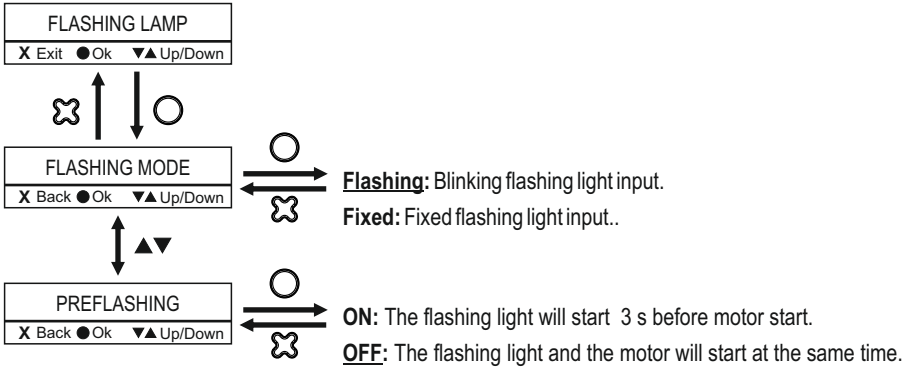 FLASHING LAMP
X Exit ●Ok ▼▲Up/Down
FLASHING MODE
X Back ●Ok ▼▲Up/Down
Flashing: Blinking flashing light input.
Fixed: Fixed flashing light input..
▲▼
PREFLASHING
X Back ●Ok ▼▲Up/Down
ON: The flashing light will start 3 s before motor start.
OFF: The flashing light and the motor will start at the same time.